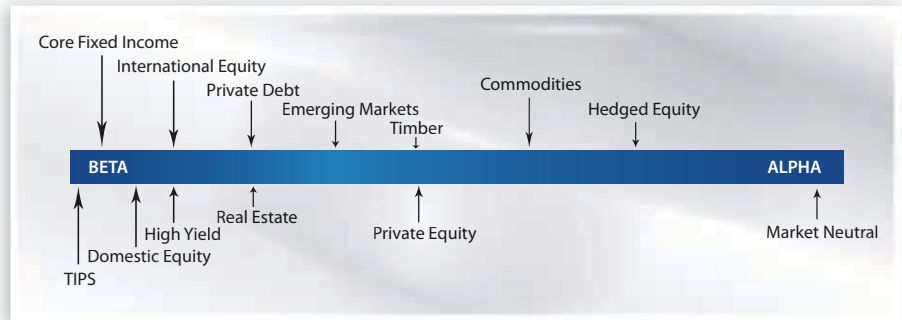 Core Fixed Income
International Equity
Private Debt
Emerging Markets
Timber
Commodities
Hedged Equity
BETA
ALPHA
TIPS
Domestic Equity
High Yield
Real Estate
Private Equity
Market Neutral